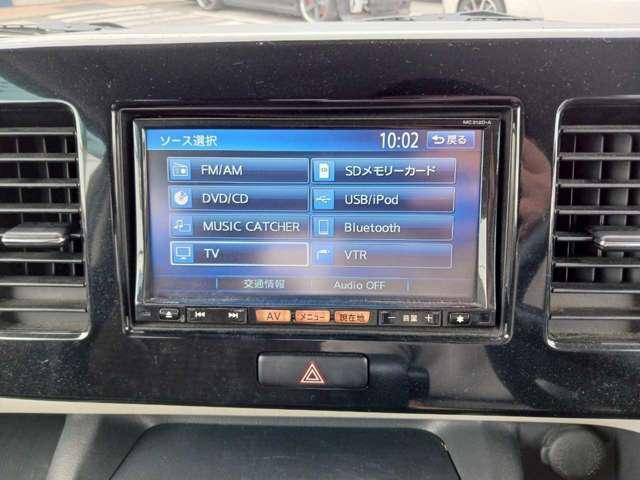 MC312D-A
ソース選択
10:02
戻る
FM/AM
SDメモリーカード
DVD/CD
USB/iPod
MUSIC CATCHER
Bluetooth
TV
VTR
交通情報
Audio OFF
AV
メニュー
現在地
音量